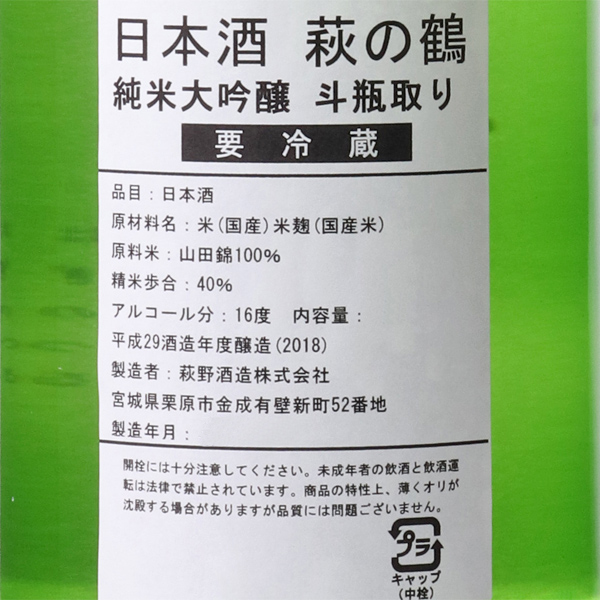 日本酒 萩の鶴
純米大吟醸 斗瓶取り
要冷蔵
品目：日本酒
原材料名：米(国産)米麹(国産米)
原料米：山田錦100%
精米歩合：40%
アルコール分：16度 内容量：
平成29酒造年度醸造(2018)
製造者：萩野酒造株式会社
宮城県栗原市金成有壁新町52番地
製造年月：
開栓には十分注意してください。未成年者の飲酒と飲酒運
転は法律で禁止されています。商品の特性上、薄くオリが
沈殿する場合がありますが品質には問題ございません。
プラ
キャップ
(中栓)